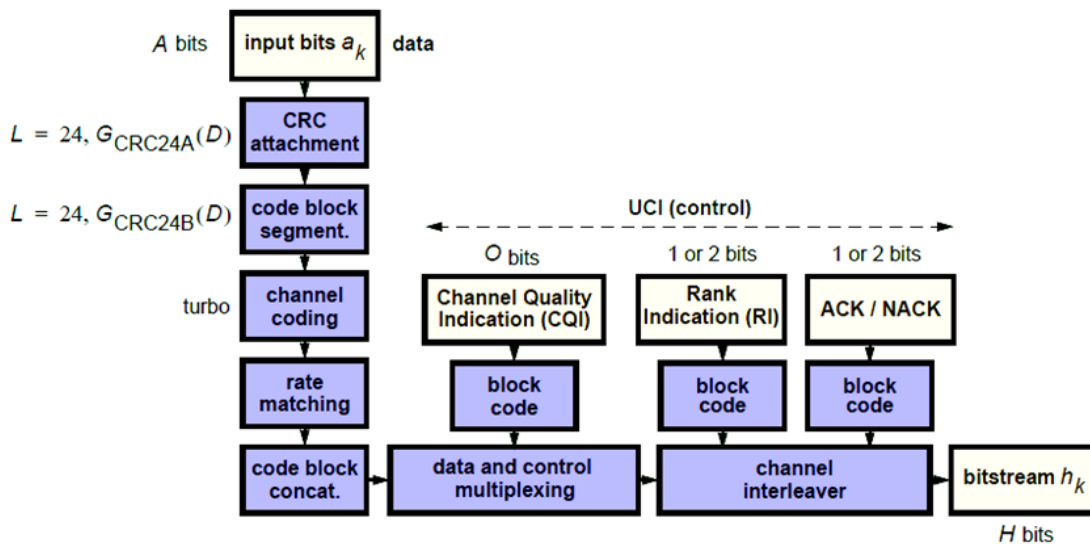 A bits
input bits a_k
data
L = 24, G_CRC24A(D)
CRC
attachment
L = 24, G_CRC24B(D)
code block
segment.
UCI (control)
O bits
1 or 2 bits
1 or 2 bits
turbo
channel
coding
Channel Quality
Indication (CQI)
Rank
Indication (RI)
ACK / NACK
rate
matching
block
code
block
code
block
code
code block
concat.
data and control
multiplexing
channel
interleaver
bitstream h_k
H bits